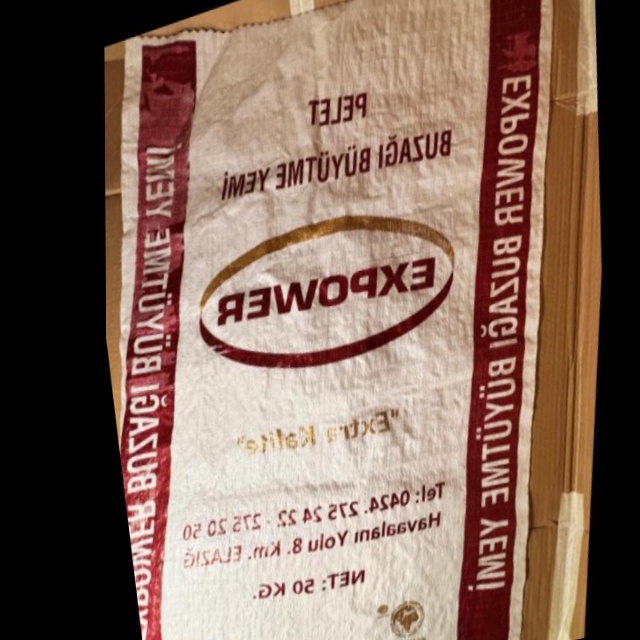 PELET
BUZAĞI BÜYÜTME YEMİ
EXPOWER
"Extra Kalite"
Tel: 0424. 275 24 22 - 275 20 50
Havaalanı Yolu 8. Km. ELAZIĞ
NET: 50 KG.
EXPOWER BUZAĞI BÜYÜTME YEMİ
EXPOWER BUZAĞI BÜYÜTME YEMİ